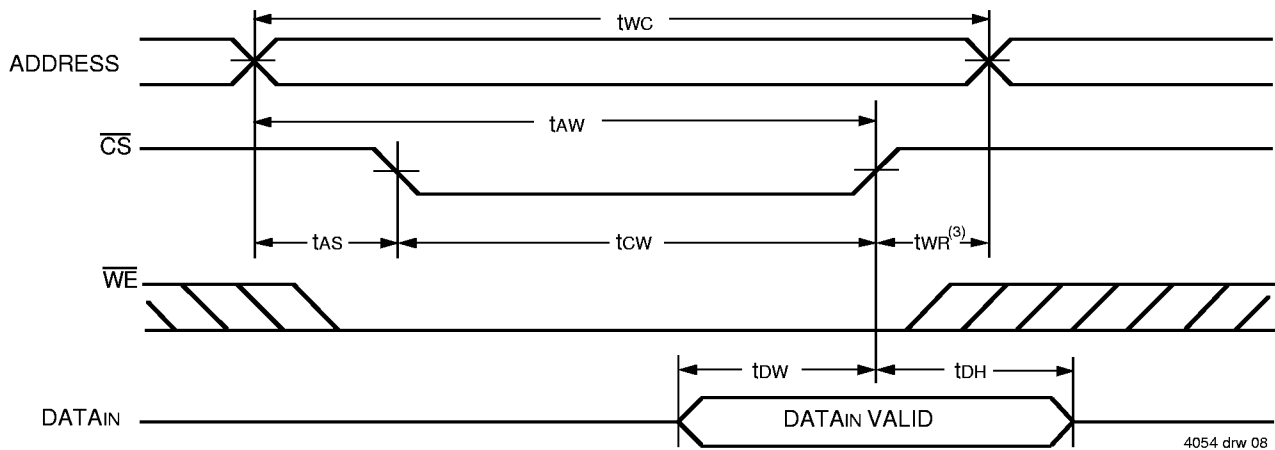 tWC
ADDRESS
tAW
CS
tAS tCW tWR(3)
WE
tDW tDH
DATAIN DATAIN VALID
4054 drw 08